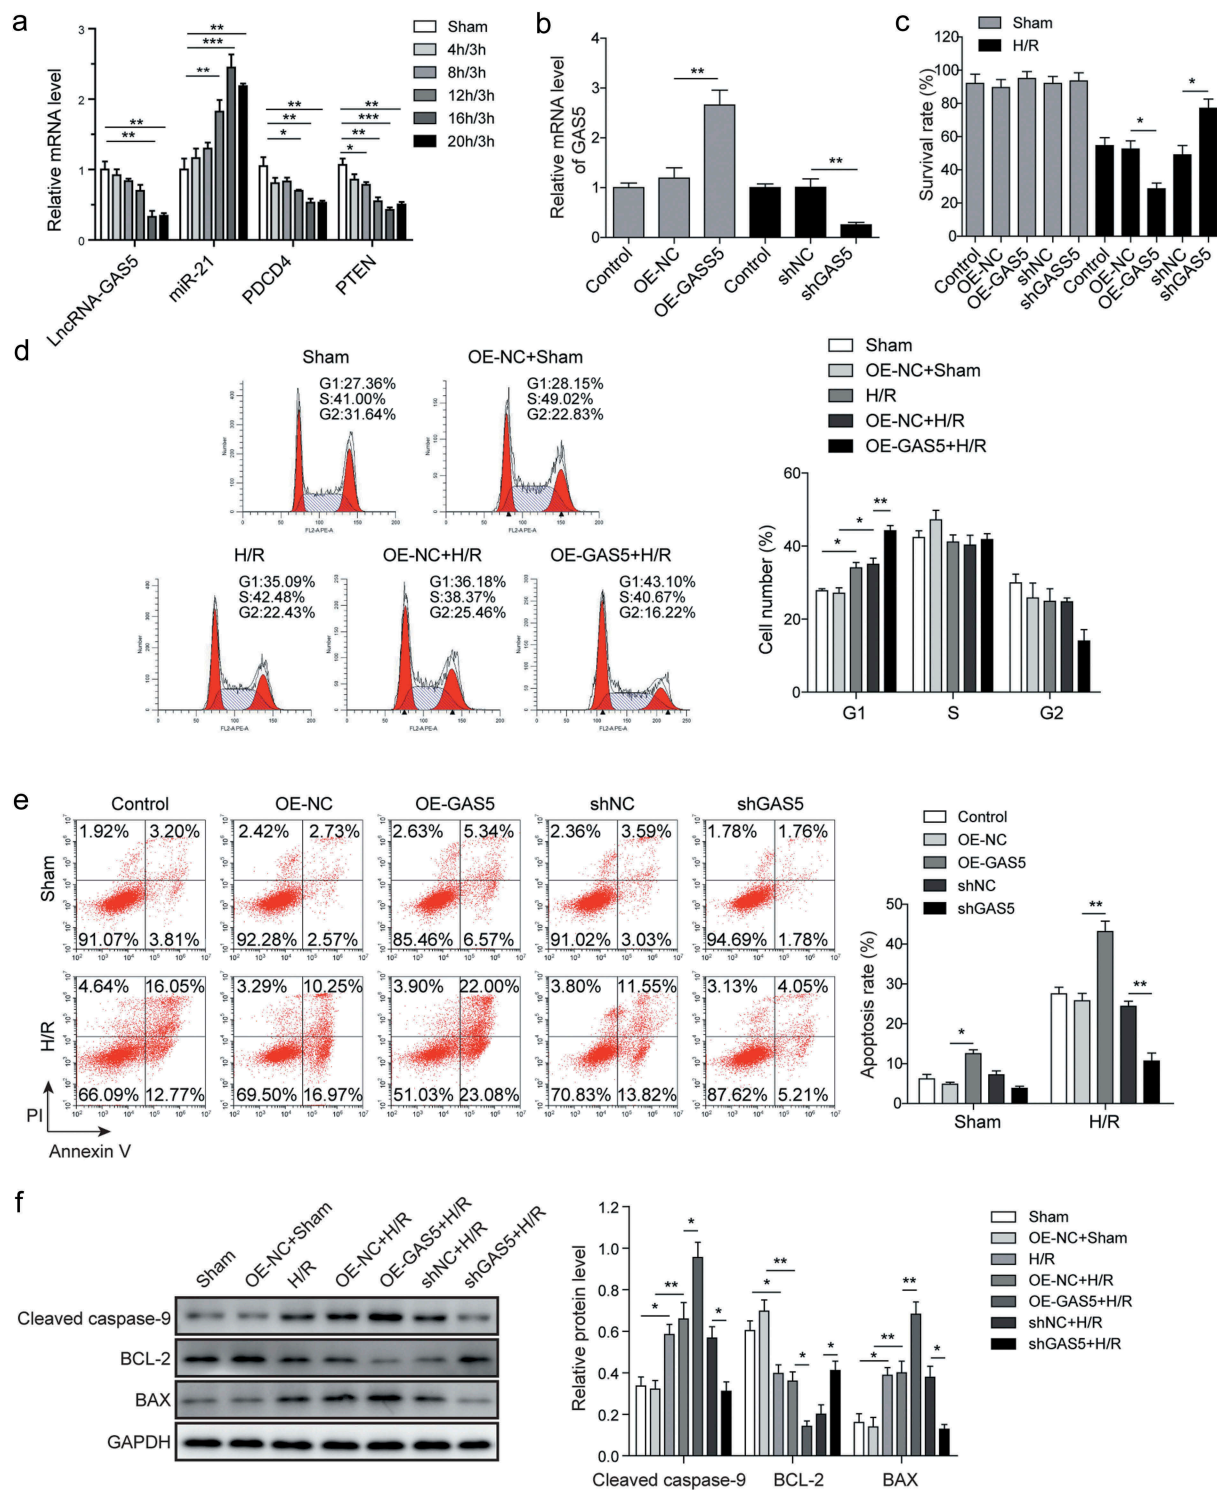 a
Relative mRNA level
3
2
1
0
**
**
**
***
**
**
**
*
**
***
**
*
LncRNA-GAS5
miR-21
PDCD4
PTEN
Sham
4h/3h
8h/3h
12h/3h
16h/3h
20h/3h
b
Relative mRNA level
of GAS5
4
3
2
1
0
**
**
Control
OE-NC
OE-GASS5
Control
shNC
shGAS5
c
Sham
H/R
Survival rate (%)
120
100
80
60
40
20
0
*
*
Control
OE-NC
OE-GAS5
shNC
shGASS5
Control
OE-NC
OE-GAS5
shNC
shGAS5
d
Sham
G1:27.36%
S:41.00%
G2:31.64%
OE-NC+Sham
G1:28.15%
S:49.02%
G2:22.83%
H/R
G1:35.09%
S:42.48%
G2:22.43%
OE-NC+H/R
G1:36.18%
S:38.37%
G2:25.46%
OE-GAS5+H/R
G1:43.10%
S:40.67%
G2:16.22%
Number
FL2-A PE-A
Sham
OE-NC+Sham
H/R
OE-NC+H/R
OE-GAS5+H/R
Cell number (%)
60
40
20
0
*
*
**
G1
S
G2
e
Control
OE-NC
OE-GAS5
shNC
shGAS5
Sham
1.92% 3.20%
91.07% 3.81%
2.42% 2.73%
92.28% 2.57%
2.63% 5.34%
85.46% 6.57%
2.36% 3.59%
91.02% 3.03%
1.78% 1.76%
94.69% 1.78%
H/R
4.64% 16.05%
66.09% 12.77%
3.29% 10.25%
69.50% 16.97%
3.90% 22.00%
51.03% 23.08%
3.80% 11.55%
70.83% 13.82%
3.13% 4.05%
87.62% 5.21%
PI
Annexin V
Control
OE-NC
OE-GAS5
shNC
shGAS5
Apoptosis rate (%)
50
40
30
20
10
0
*
**
**
Sham
H/R
f
Sham
OE-NC+Sham
H/R
OE-NC+H/R
OE-GAS5+H/R
shNC+H/R
shGAS5+H/R
Cleaved caspase-9
BCL-2
BAX
GAPDH
Relative protein level
1.2
1.0
0.8
0.6
0.4
0.2
0.0
*
**
*
*
*
**
*
*
*
**
**
*
Cleaved caspase-9
BCL-2
BAX
Sham
OE-NC+Sham
H/R
OE-NC+H/R
OE-GAS5+H/R
shNC+H/R
shGAS5+H/R